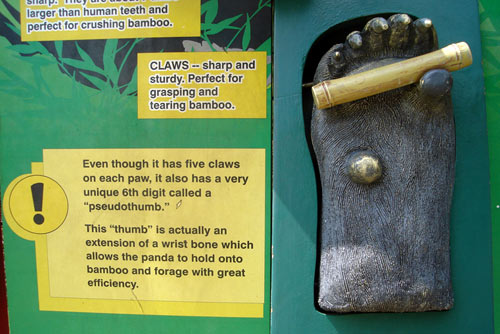 larger than human teeth and
perfect for crushing bamboo.
CLAWS -- sharp and
sturdy. Perfect for
grasping and
tearing bamboo.
!
Even though it has five claws
on each paw, it also has a very
unique 6th digit called a
"pseudothumb."
This "thumb" is actually an
extension of a wrist bone which
allows the panda to hold onto
bamboo and forage with great
efficiency.